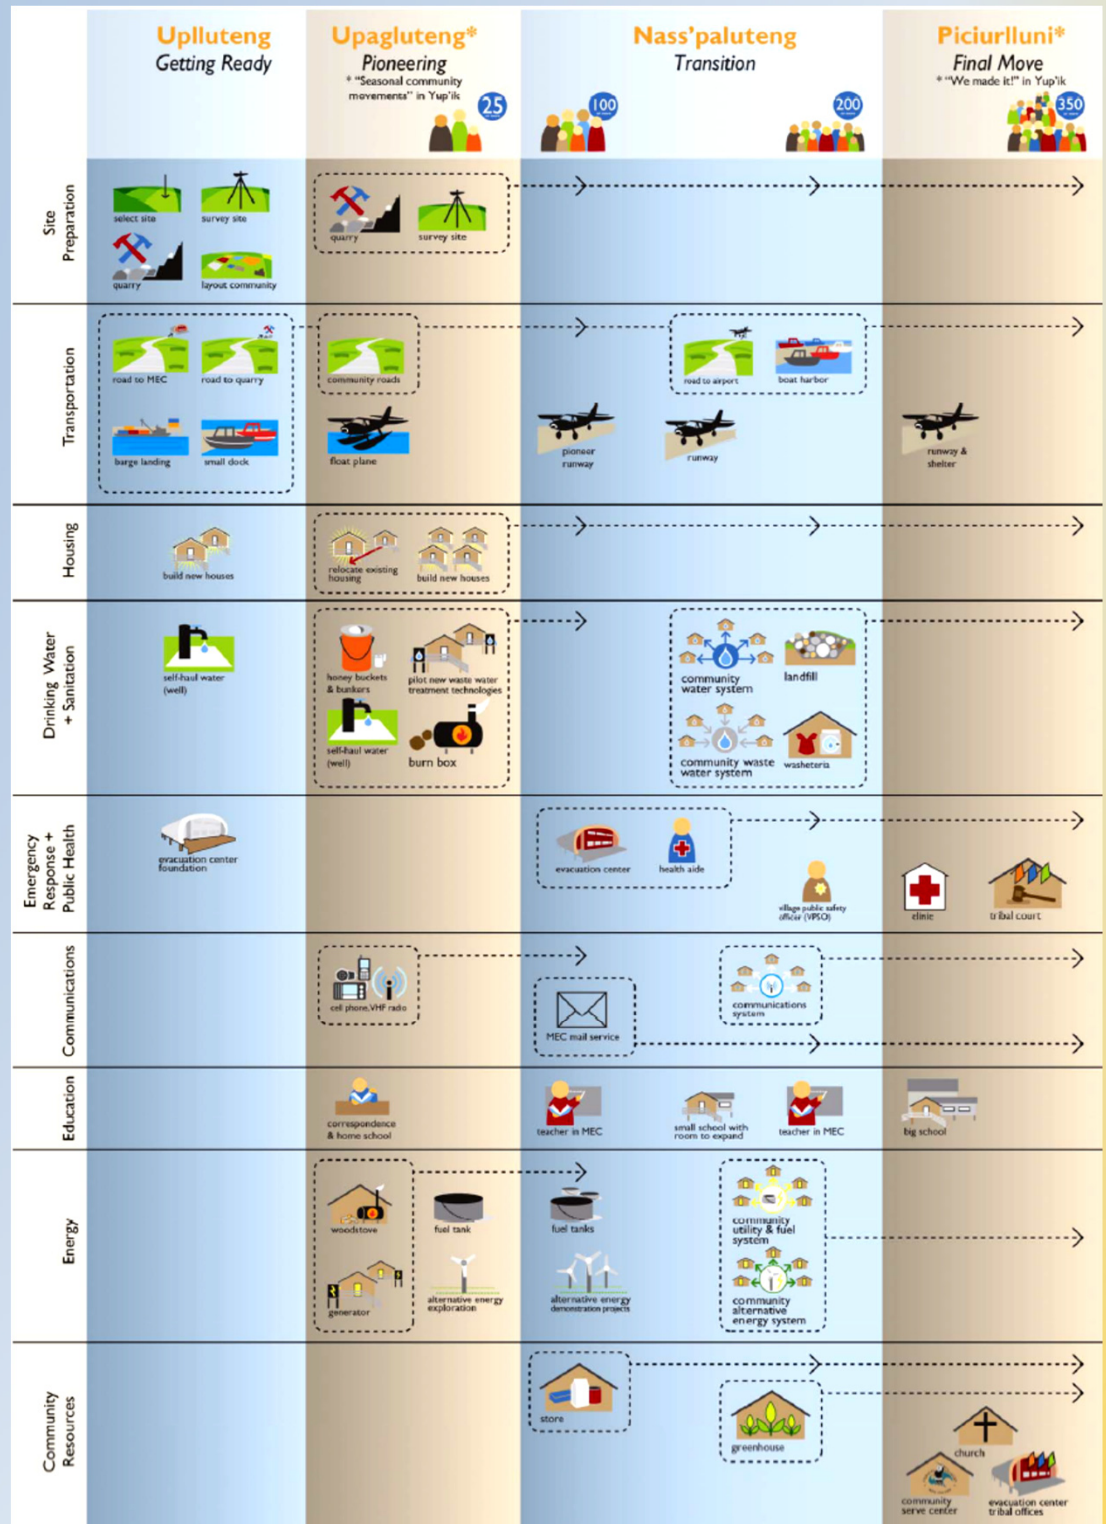 Uplluteng
Getting Ready
Upagluteng*
Pioneering
* "Seasonal community
movements" in Yup'ik
25
Nass'paluteng
Transition
100
200
Piciurlluni*
Final Move
* "We made it!" in Yup'ik
350
Site
Preparation
select site
survey site
quarry
layout community
quarry
survey site
Transportation
road to MEC
road to quarry
barge landing
small dock
community roads
float plane
pioneer
runway
road to airport
boat harbor
runway
runway &
shelter
Housing
build new houses
relocate existing
housing
build new houses
Drinking Water
+ Sanitation
self-haul water
(well)
honey buckets
& bunkers
pilot new waste water
treatment technologies
self-haul water
(well)
burn box
community
water system
landfill
community waste
water system
washeteria
Emergency
Response +
Public Health
evacuation center
foundation
evacuation center
health aide
village public safety
officer (VPSO)
clinic
tribal court
Communications
cell phone, VHF radio
MEC mail service
communications
system
Education
correspondence
& home school
teacher in MEC
small school with
room to expand
teacher in MEC
big school
Energy
woodstove
fuel tank
generator
alternative energy
exploration
fuel tanks
alternative energy
demonstration projects
community
utility & fuel
system
community
alternative
energy system
Community
Resources
store
greenhouse
church
community
serve center
evacuation center
tribal offices